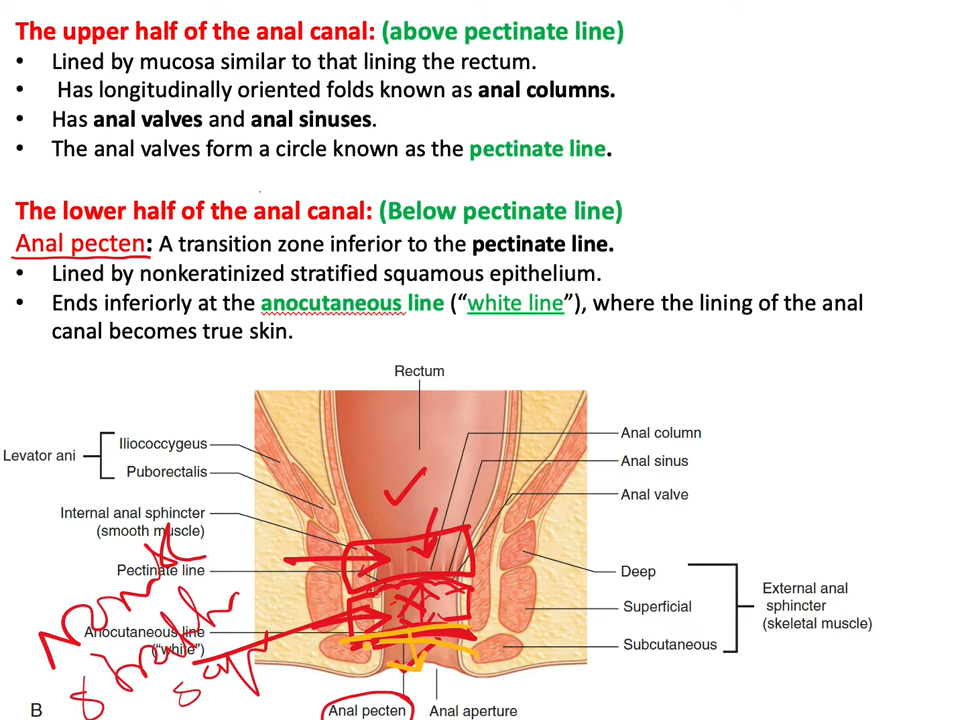 The upper half of the anal canal: (above pectinate line)
• Lined by mucosa similar to that lining the rectum.
• Has longitudinally oriented folds known as anal columns.
• Has anal valves and anal sinuses.
• The anal valves form a circle known as the pectinate line.
The lower half of the anal canal: (Below pectinate line)
Anal pecten: A transition zone inferior to the pectinate line.
• Lined by nonkeratinized stratified squamous epithelium.
• Ends inferiorly at the anocutaneous line (“white line”), where the lining of the anal
canal becomes true skin.
Rectum
Levator ani
Iliococcygeus
Puborectalis
Internal anal sphincter
(smooth muscle)
Pectinate line
Anocutaneous line
("white")
Anal column
Anal sinus
Anal valve
Deep
Superficial
Subcutaneous
External anal
sphincter
(skeletal muscle)
B
Anal pecten
Anal aperture